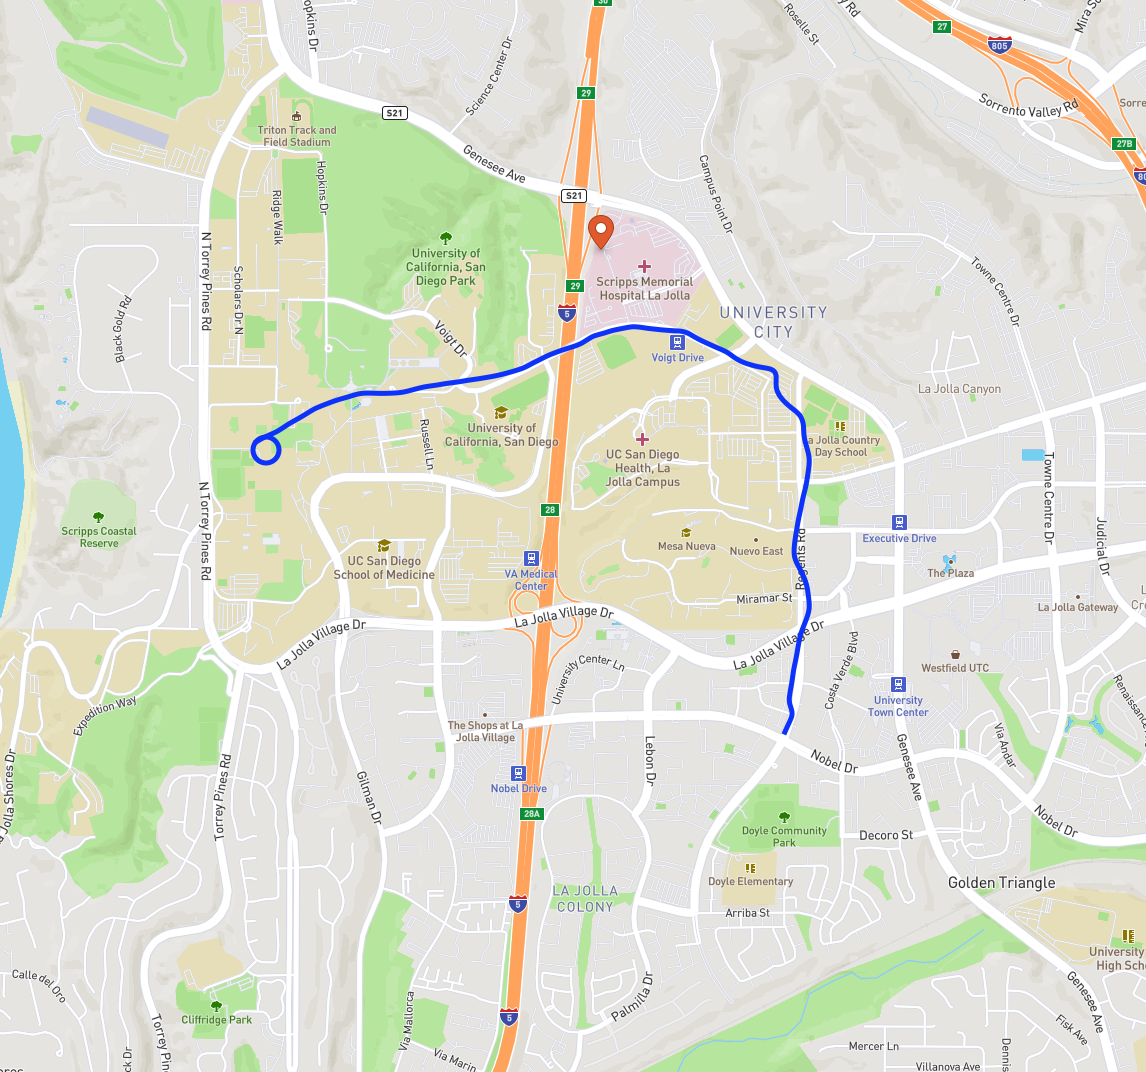 30
Hopkins Dr
Roselle St
27
805
Mira
Science Center Dr
29
S21
Sorrento Valley Rd
Sorre
Triton Track and
Field Stadium
27B
Genesee Ave
80
Hopkins Dr
Ridge Walk
Campus Point Dr
S21
N Torrey Pines Rd
University of
California, San
Diego Park
Scripps Memorial
Hospital La Jolla
29
5
Towne Centre Dr
Scholars Dr N
Black Gold Rd
UNIVERSITY
CITY
Voigt Dr
Voigt Drive
La Jolla Canyon
University of
California, San Diego
Russell Ln
a Jolla Country
Day School
UC San Diego
Health, La
Jolla Campus
Towne Centre Dr
N Torrey Pines Rd
28
Scripps Coastal
Reserve
Executive Drive
Judicial Dr
Mesa Nueva
Nuevo East
Regents Rd
UC San Diego
School of Medicine
VA Medical
Center
The Plaza
Miramar St
La Jolla Gateway
La Jolla Village Dr
La Jolla Village Dr
La Jolla Village Dr
Costa Verde Blvd
University Center Ln
Westfield UTC
Expedition Way
University
Town Center
Renaissance
The Shops at La
Jolla Village
Via Andar
Lebon Dr
Nobel Dr
Genesee Ave
Nobel Drive
La Jolla Shores Dr
Torrey Pines Rd
Gilman Dr
28A
Nobel Dr
Doyle Community
Park
Decoro St
Doyle Elementary
Golden Triangle
LA JOLLA
COLONY
5
Arriba St
University
High Scho
Calle del Oro
Palmilla Dr
Genesee Ave
Cliffridge Park
5
Via Mallorca
Torrey Pin
Fisk Ave
Via Marin
Mercer Ln
Dennis
Villanova Ave
ck Dr
ores